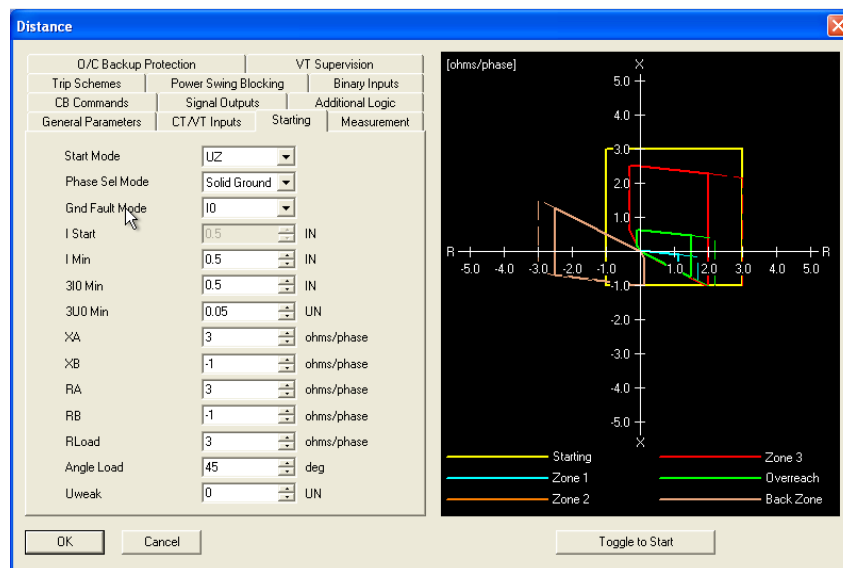 Distance
O/C Backup Protection VT Supervision
Trip Schemes Power Swing Blocking Binary Inputs
CB Commands Signal Outputs Additional Logic
General Parameters CT/VT Inputs Starting Measurement
Start Mode UZ
Phase Sel Mode Solid Ground
Gnd Fault Mode I0
I Start 0.5 IN
I Min 0.5 IN
3I0 Min 0.5 IN
3U0 Min 0.05 UN
XA 3 ohms/phase
XB -1 ohms/phase
RA 3 ohms/phase
RB -1 ohms/phase
RLoad 3 ohms/phase
Angle Load 45 deg
Uweak 0 UN
OK Cancel
[ohms/phase] X
5.0
4.0
3.0
2.0
1.0
R R
-5.0 -4.0 -3.0 -2.0 -1.0 1.0 2.0 3.0 4.0 5.0
-1.0
-2.0
-3.0
-4.0
-5.0
X
Starting Zone 3
Zone 1 Overreach
Zone 2 Back Zone
Toggle to Start